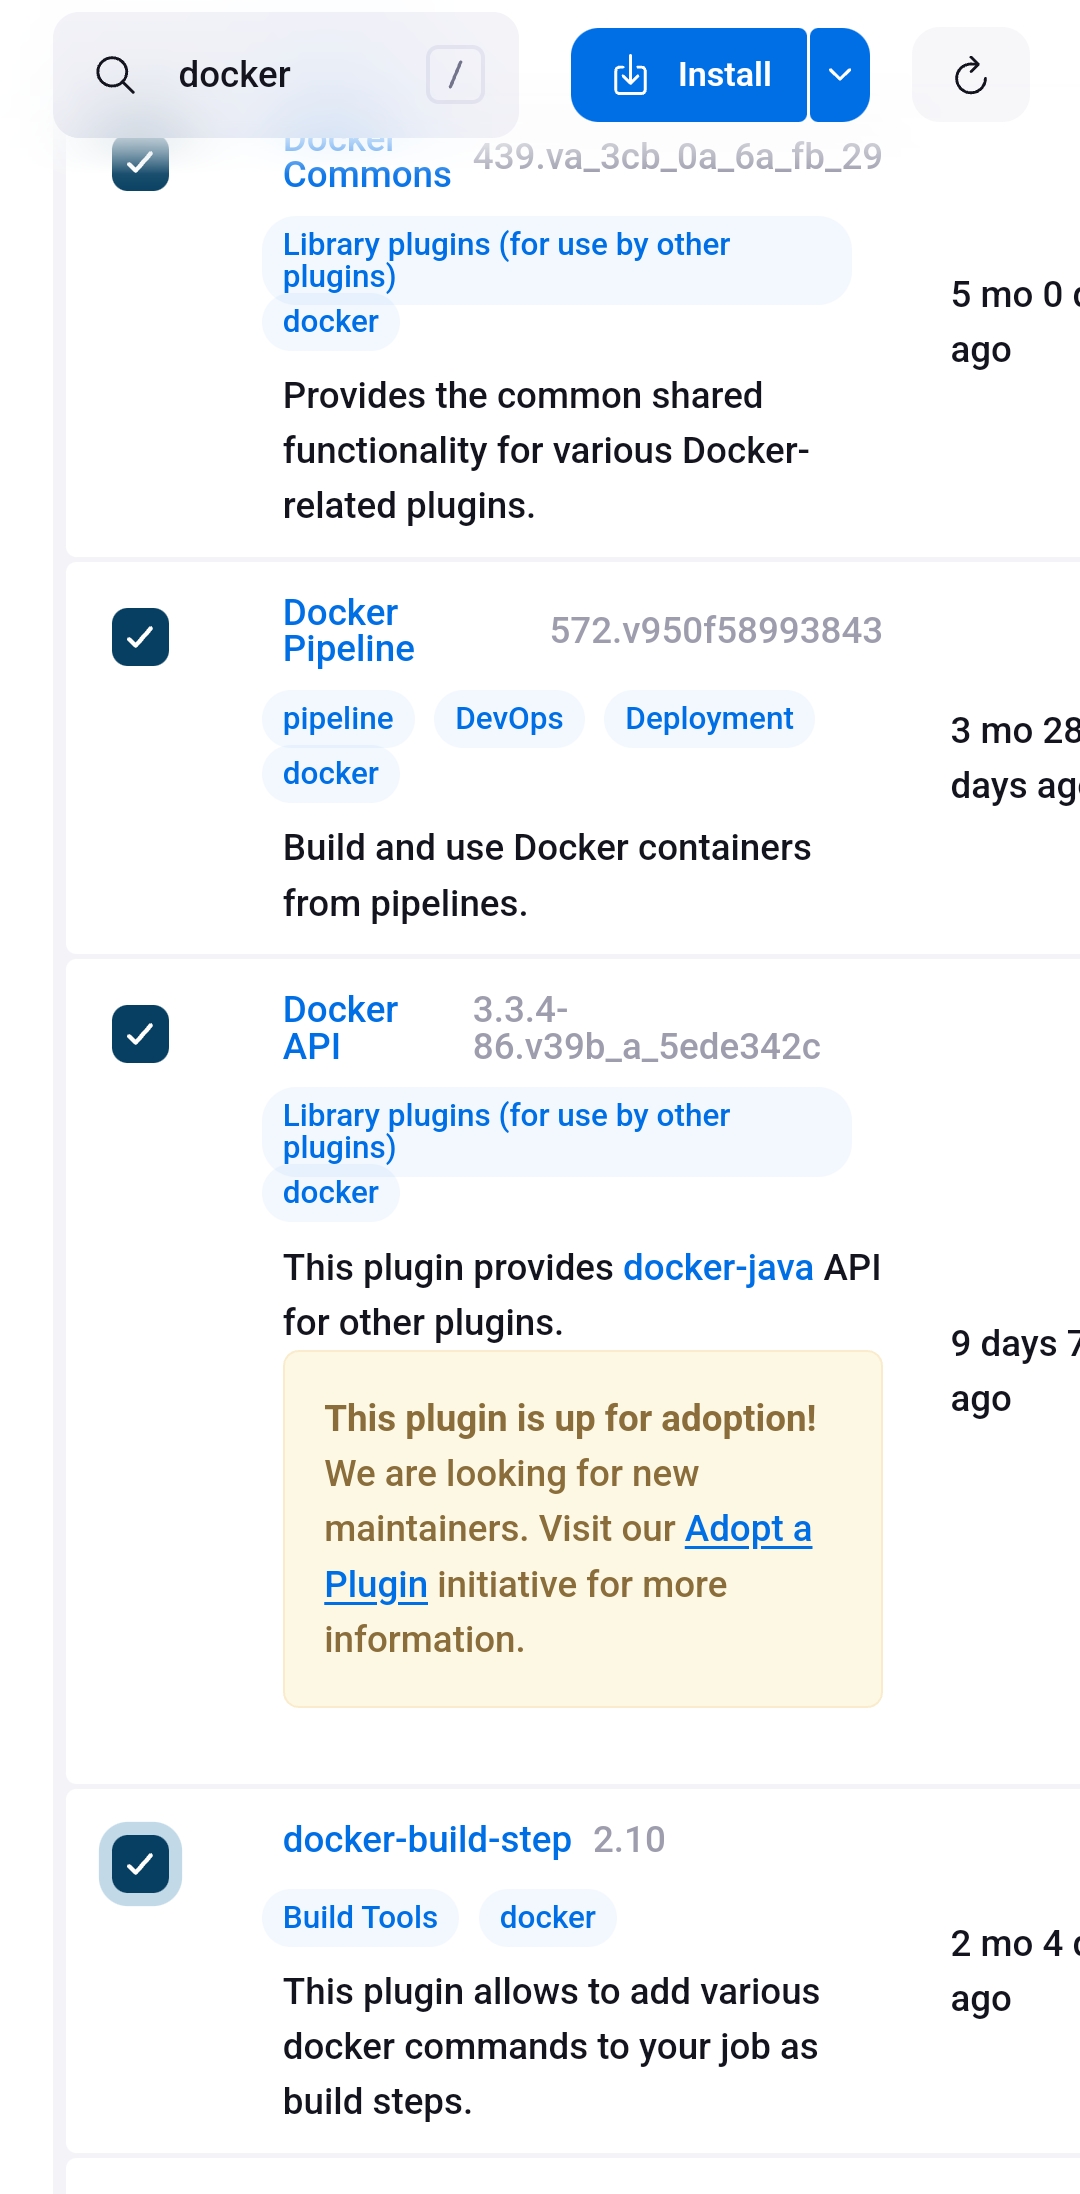 docker
/
Install
Docker
Commons
439.va_3cb_0a_6a_fb_29
Library plugins (for use by other
plugins)
docker
5 mo 0 d
ago
Provides the common shared
functionality for various Docker-
related plugins.
Docker
Pipeline
572.v950f58993843
pipeline DevOps Deployment
docker
3 mo 28
days ago
Build and use Docker containers
from pipelines.
Docker
API
3.3.4-
86.v39b_a_5ede342c
Library plugins (for use by other
plugins)
docker
This plugin provides docker-java API
for other plugins.
9 days 7
ago
This plugin is up for adoption!
We are looking for new
maintainers. Visit our Adopt a
Plugin initiative for more
information.
docker-build-step 2.10
Build Tools docker
2 mo 4 d
ago
This plugin allows to add various
docker commands to your job as
build steps.